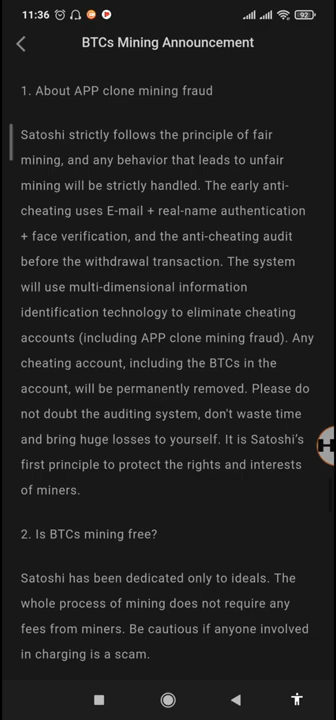 11:36
92
BTCs Mining Announcement
1. About APP clone mining fraud
Satoshi strictly follows the principle of fair
mining, and any behavior that leads to unfair
mining will be strictly handled. The early anti-
cheating uses E-mail + real-name authentication
+ face verification, and the anti-cheating audit
before the withdrawal transaction. The system
will use multi-dimensional information
identification technology to eliminate cheating
accounts (including APP clone mining fraud). Any
cheating account, including the BTCs in the
account, will be permanently removed. Please do
not doubt the auditing system, don't waste time
and bring huge losses to yourself. It is Satoshi's
first principle to protect the rights and interests
of miners.
2. Is BTCs mining free?
Satoshi has been dedicated only to ideals. The
whole process of mining does not require any
fees from miners. Be cautious if anyone involved
in charging is a scam.